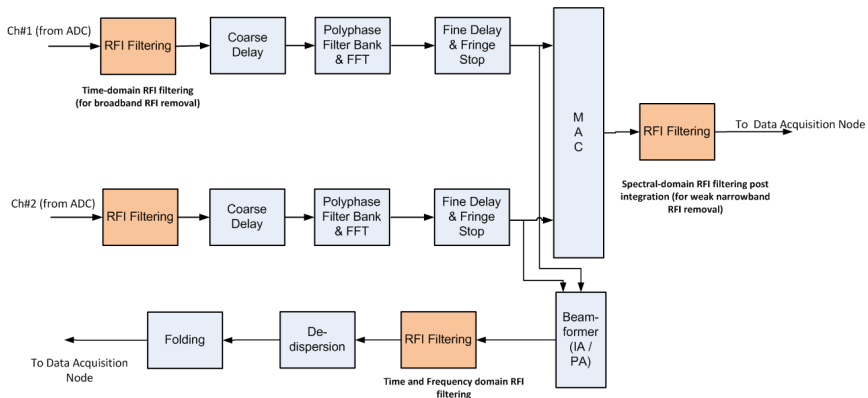 Ch#1 (from ADC)
RFI Filtering
Coarse
Delay
Polyphase
Filter Bank
& FFT
Fine Delay
& Fringe
Stop
Time-domain RFI filtering
(for broadband RFI removal)
M
A
C
RFI Filtering
To Data Acquisition Node
Spectral-domain RFI filtering post
integration (for weak narrowband
RFI removal)
Ch#2 (from ADC)
RFI Filtering
Coarse
Delay
Polyphase
Filter Bank
& FFT
Fine Delay
& Fringe
Stop
Beam-
former
(IA /
PA)
RFI Filtering
De-
dispersion
Folding
To Data Acquisition
Node
Time and Frequency domain RFI
filtering